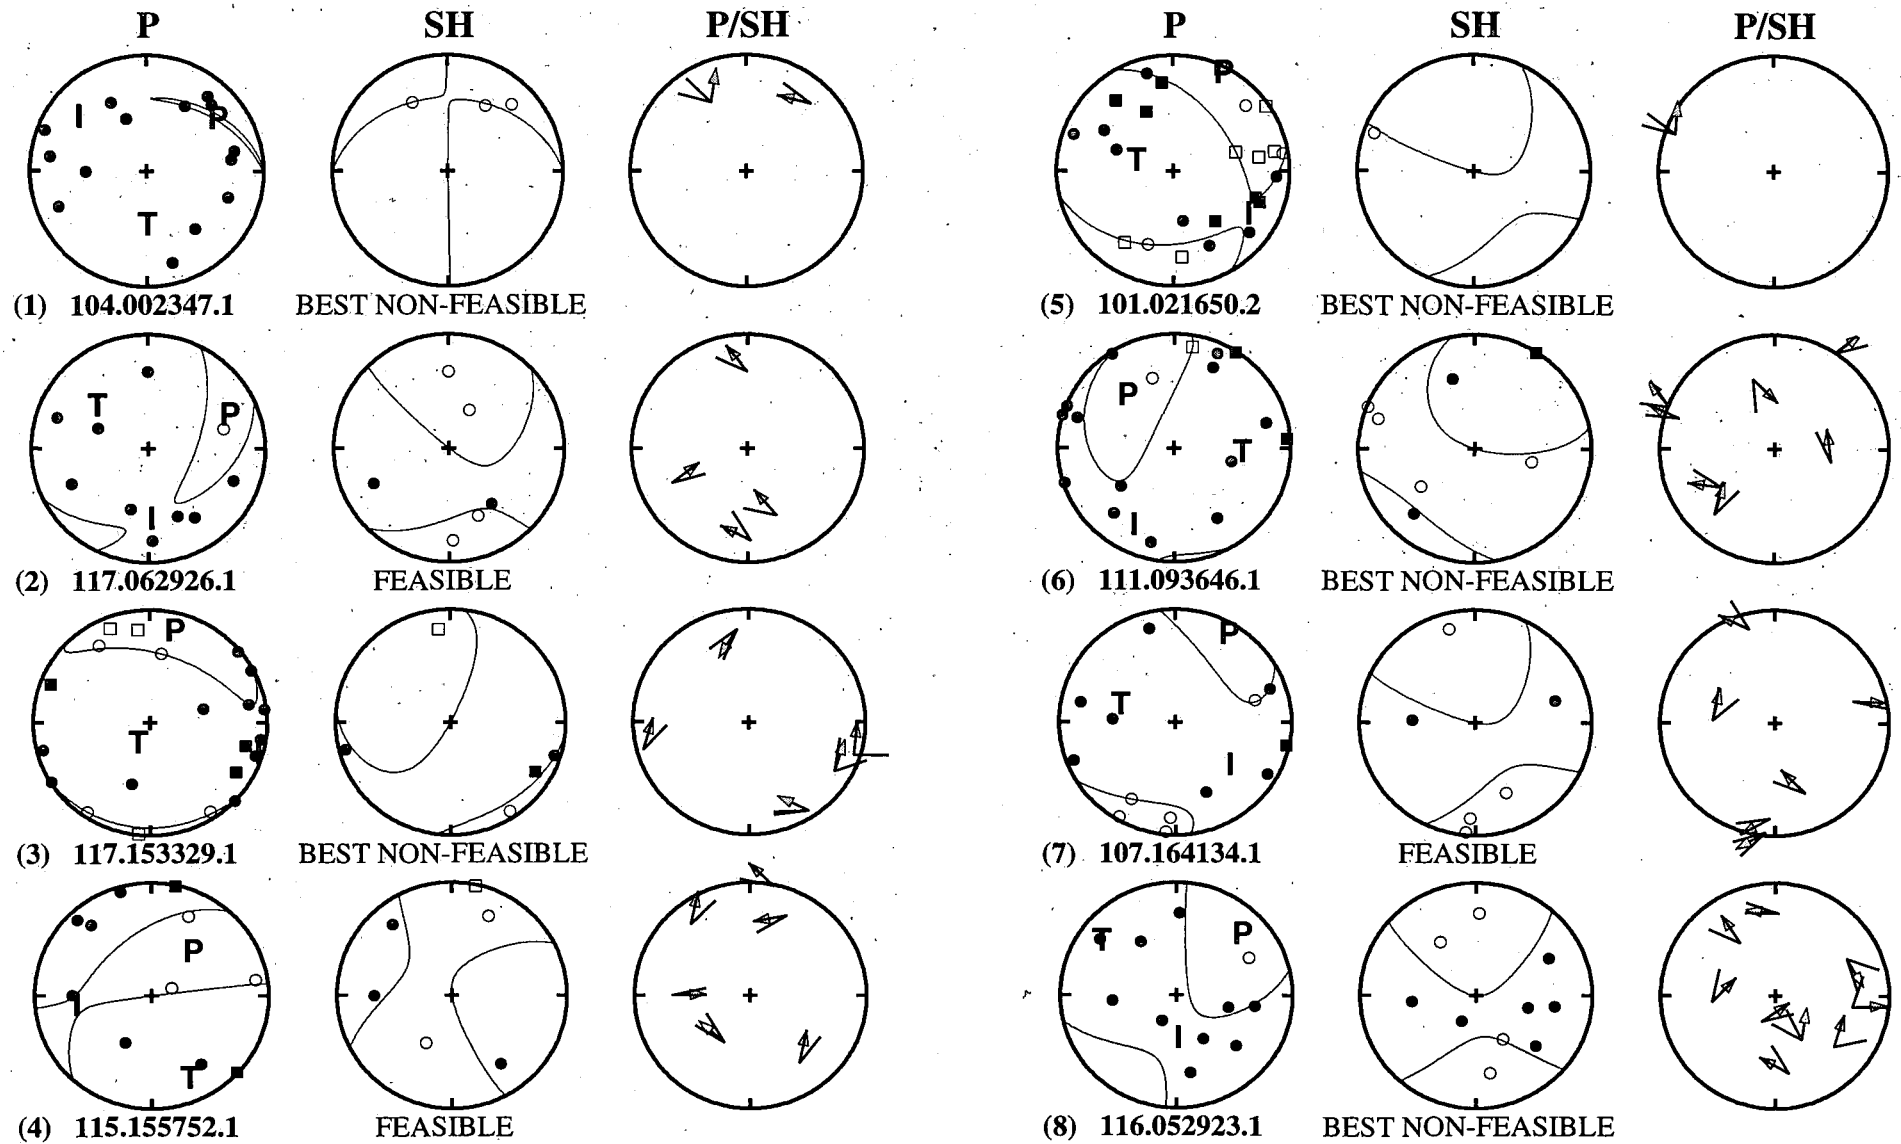 P SH P/SH
I P
T
(1) 104.002347.1 BEST NON-FEASIBLE
T P
I
(2) 117.062926.1 FEASIBLE
P
T
(3) 117.153329.1 BEST NON-FEASIBLE
P
I
T
(4) 115.155752.1 FEASIBLE
P SH P/SH
P
T
I
(5) 101.021650.2 BEST NON-FEASIBLE
P
T
I
(6) 111.093646.1 BEST NON-FEASIBLE
P
T
I
(7) 107.164134.1 FEASIBLE
T P
I
(8) 116.052923.1 BEST NON-FEASIBLE